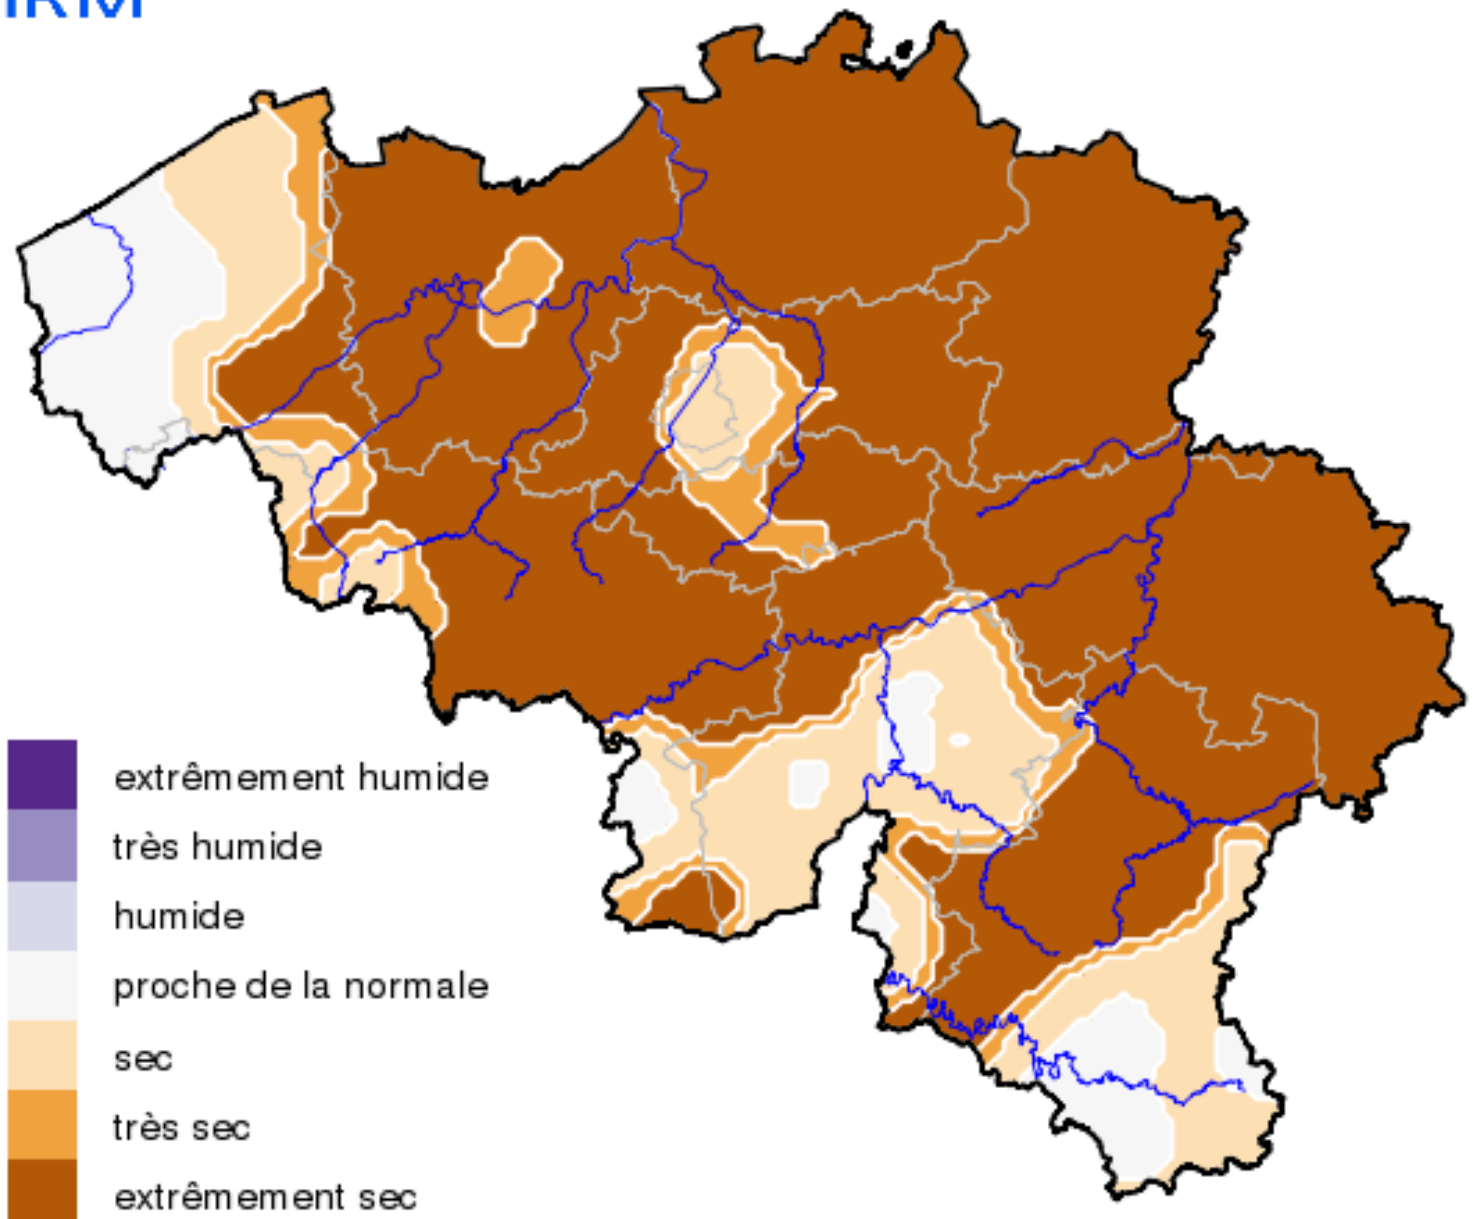 IRM
extrêmement humide
très humide
humide
proche de la normale
sec
très sec
extrêmement sec